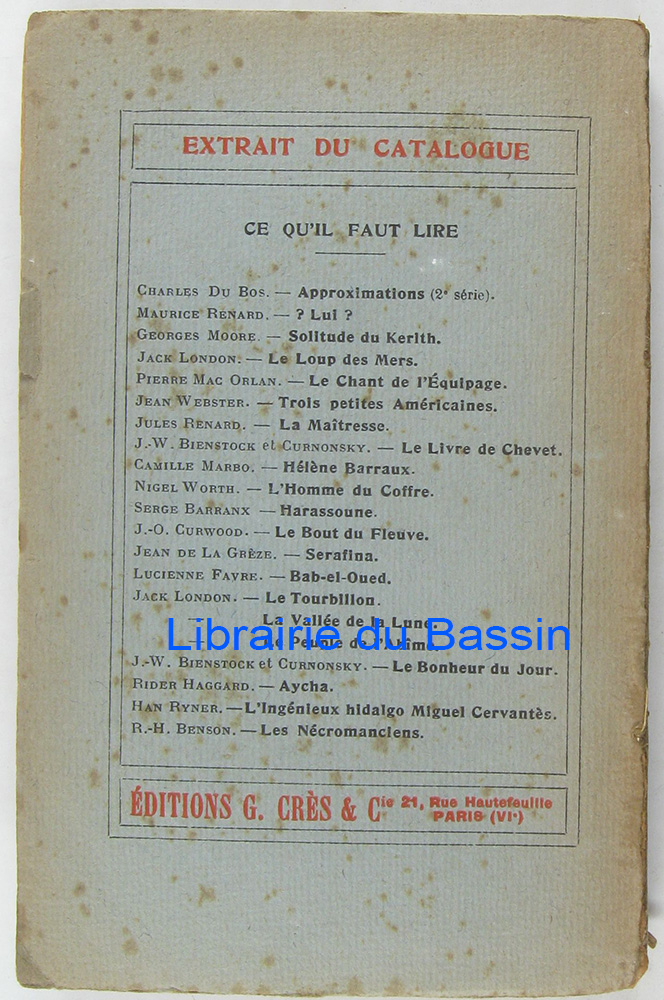 EXTRAIT DU CATALOGUE
CE QU'IL FAUT LIRE
CHARLES DU BOS. — Approximations (2e série).
MAURICE RENARD. — ? Lui ?
GEORGES MOORE. — Solitude du Kerith.
JACK LONDON. — Le Loup des Mers.
PIERRE MAC ORLAN. — Le Chant de l'Équipage.
JEAN WEBSTER. — Trois petites Américaines.
JULES RENARD. — La Maîtresse.
J.-W. BIENSTOCK et CURNONSKY. — Le Livre de Chevet.
CAMILLE MARBO. — Hélène Barraux.
NIGEL WORTH. — L'Homme du Coffre.
SERGE BARRANX — Harassoune.
J.-O. CURWOOD. — Le Bout du Fleuve.
JEAN DE LA GRÈZE. — Serafina.
LUCIENNE FAVRE. — Bab-el-Oued.
JACK LONDON. — Le Tourbillon.
— La Vallée de la Lune.
Librairie du Bassin
— Le Peuple de l'Abîme.
J.-W. BIENSTOCK et CURNONSKY. — Le Bonheur du Jour.
RIDER HAGGARD. — Aycha.
HAN RYNER. — L'Ingénieux hidalgo Miguel Cervantès.
R.-H. BENSON. — Les Nécromanciens.
ÉDITIONS G. CRÈS & Cie 21, Rue Hautefeuille
PARIS (VIe)